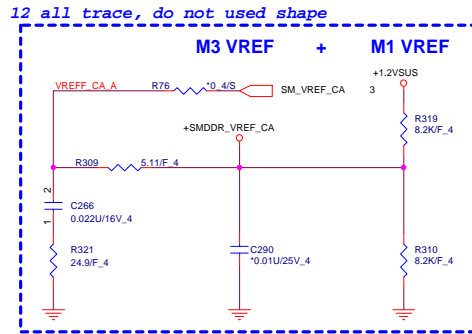 12 all trace, do not used shape
M3 VREF + M1 VREF
+1.2VSUS
VREFF_CA_A R76 *0_4/S SM_VREF_CA 3
+SMDDR_VREF_CA
R319
8.2K/F_4
R309 5.11/F_4
2
C266
0.022U/16V_4
1
R321
24.9/F_4
C290
*0.01U/25V_4
R310
8.2K/F_4